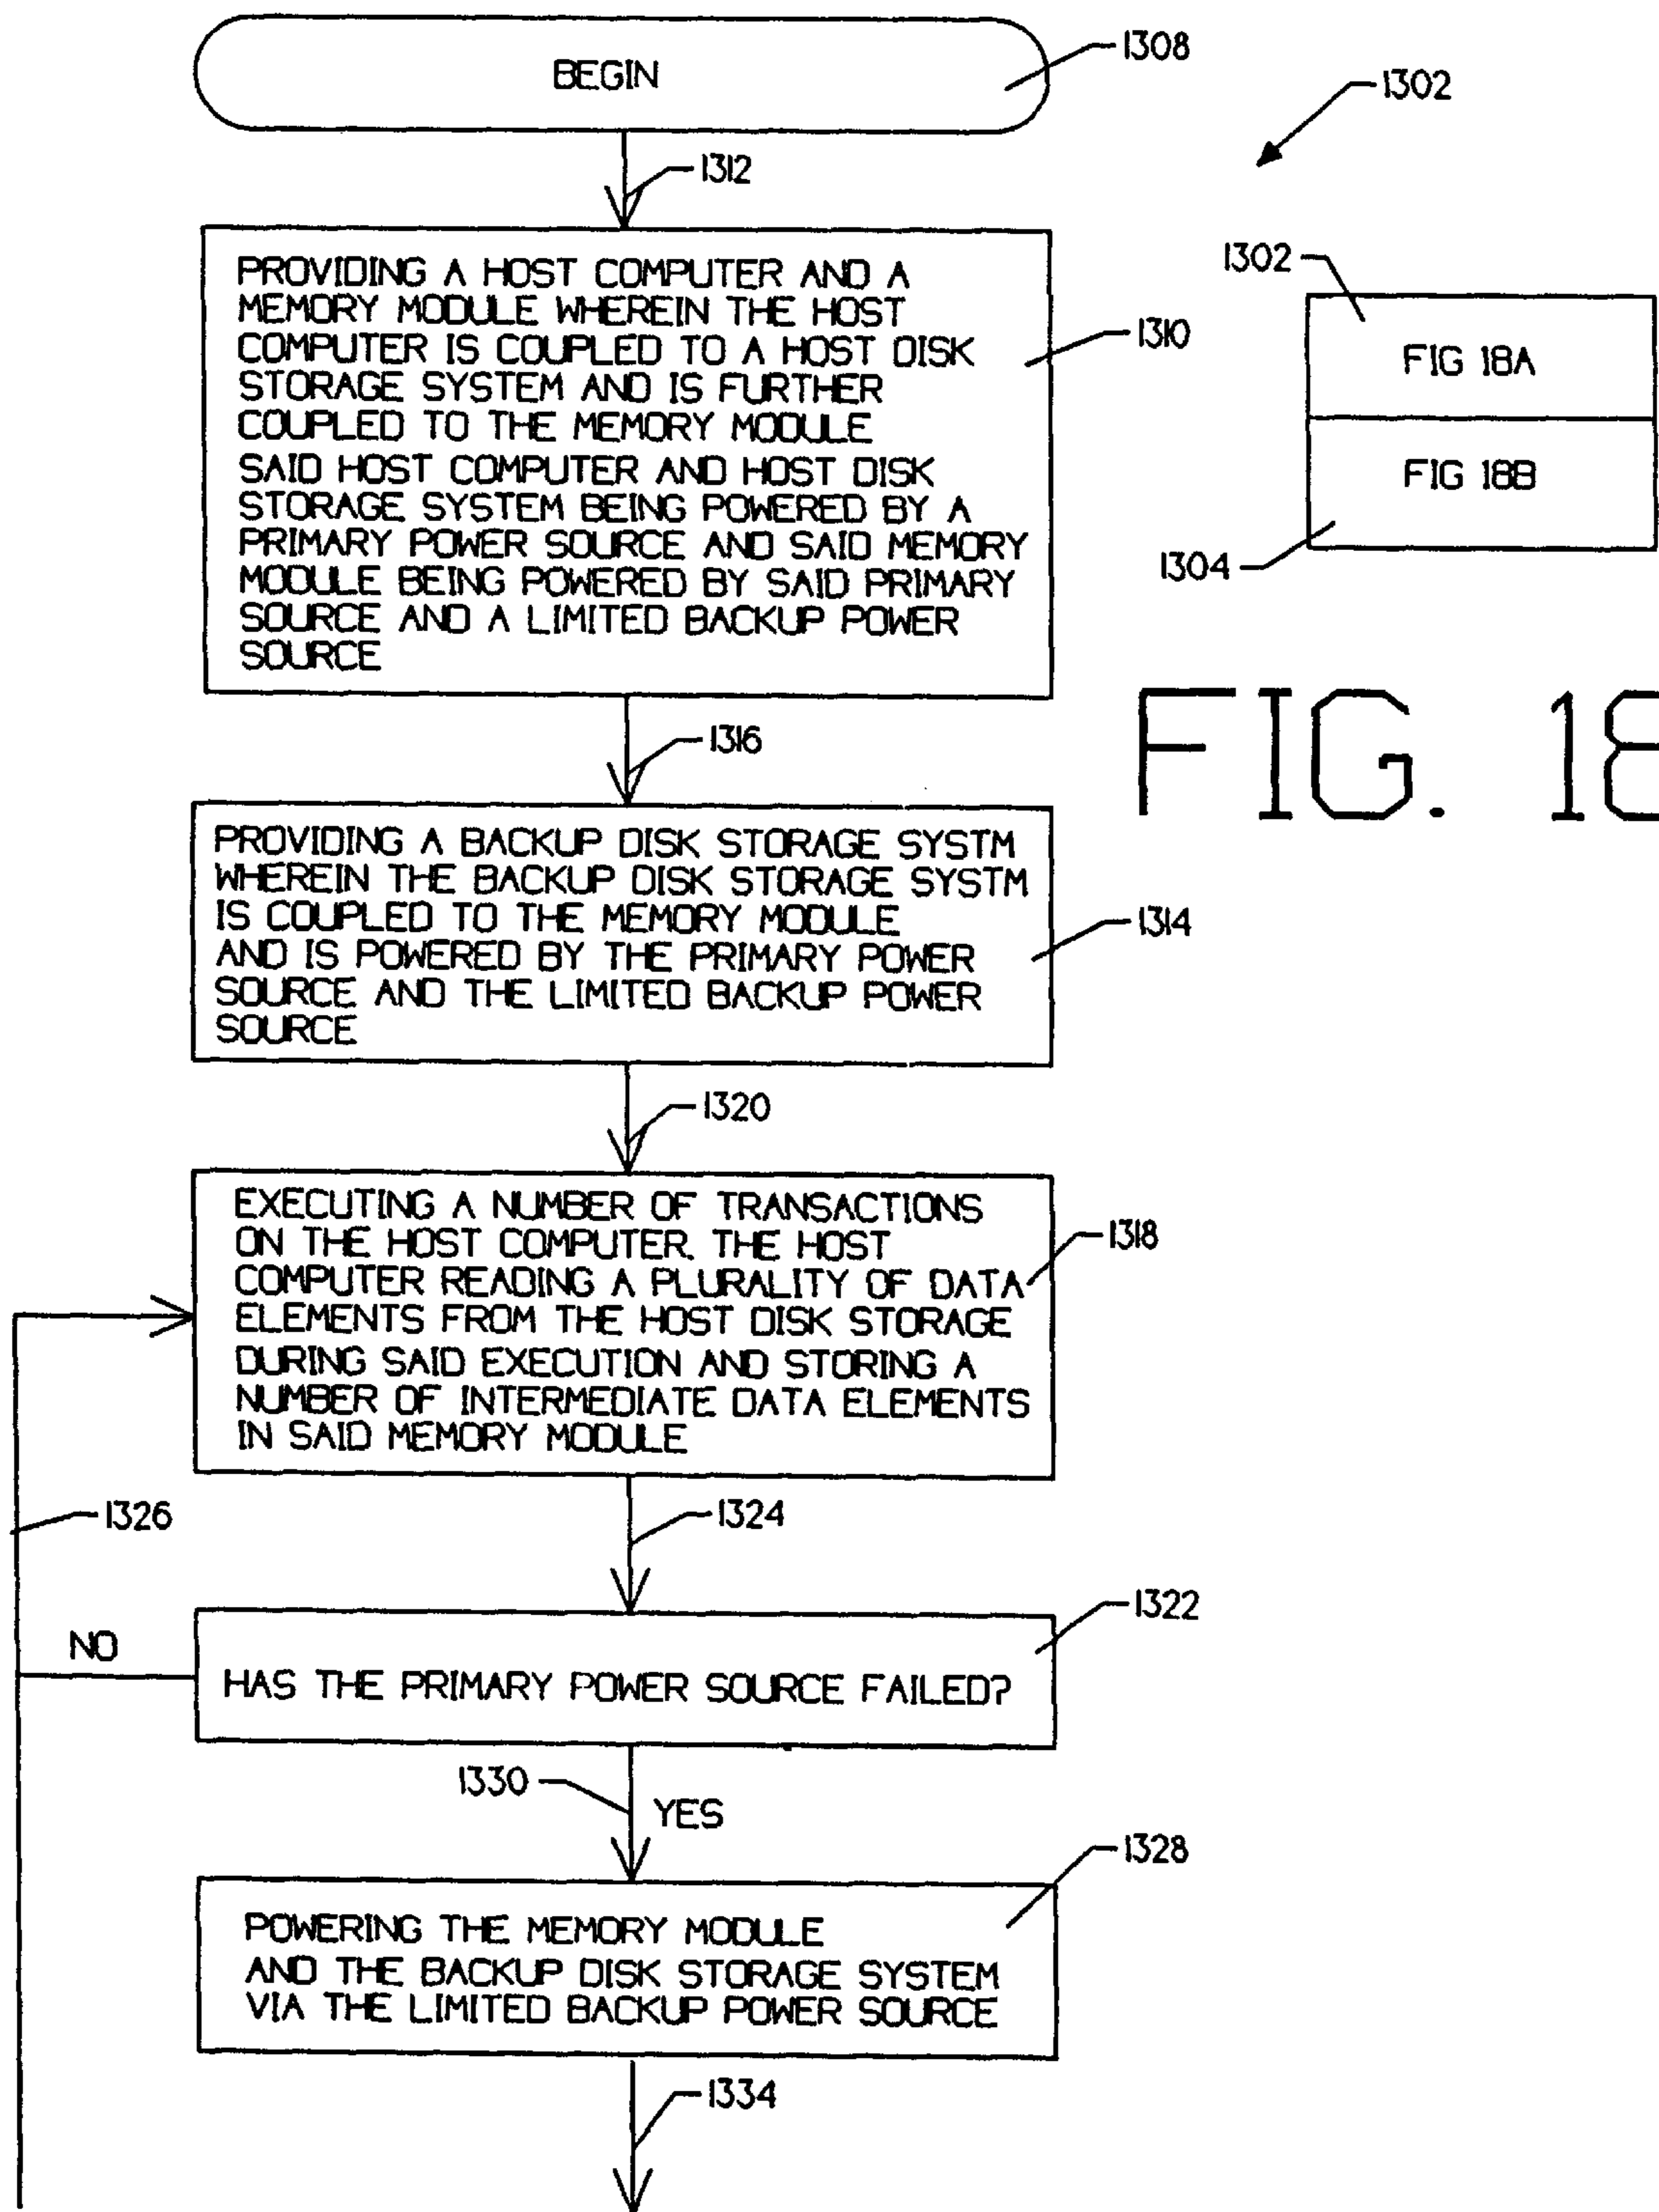 BEGIN
1308
1302
1312
PROVIDING A HOST COMPUTER AND A
MEMORY MODULE WHEREIN THE HOST
COMPUTER IS COUPLED TO A HOST DISK
STORAGE SYSTEM AND IS FURTHER
COUPLED TO THE MEMORY MODULE
SAID HOST COMPUTER AND HOST DISK
STORAGE SYSTEM BEING POWERED BY A
PRIMARY POWER SOURCE AND SAID MEMORY
MODULE BEING POWERED BY SAID PRIMARY
SOURCE AND A LIMITED BACKUP POWER
SOURCE
1310
1302
FIG 18A
FIG 18B
1304
FIG. 18
1316
PROVIDING A BACKUP DISK STORAGE SYSTM
WHEREIN THE BACKUP DISK STORAGE SYSTM
IS COUPLED TO THE MEMORY MODULE
AND IS POWERED BY THE PRIMARY POWER
SOURCE AND THE LIMITED BACKUP POWER
SOURCE
1314
1320
EXECUTING A NUMBER OF TRANSACTIONS
ON THE HOST COMPUTER. THE HOST
COMPUTER READING A PLURALITY OF DATA
ELEMENTS FROM THE HOST DISK STORAGE
DURING SAID EXECUTION AND STORING A
NUMBER OF INTERMEDIATE DATA ELEMENTS
IN SAID MEMORY MODULE
1318
1326
1324
1322
NO
HAS THE PRIMARY POWER SOURCE FAILED?
1330
YES
1328
POWERING THE MEMORY MODULE
AND THE BACKUP DISK STORAGE SYSTEM
VIA THE LIMITED BACKUP POWER SOURCE
1334